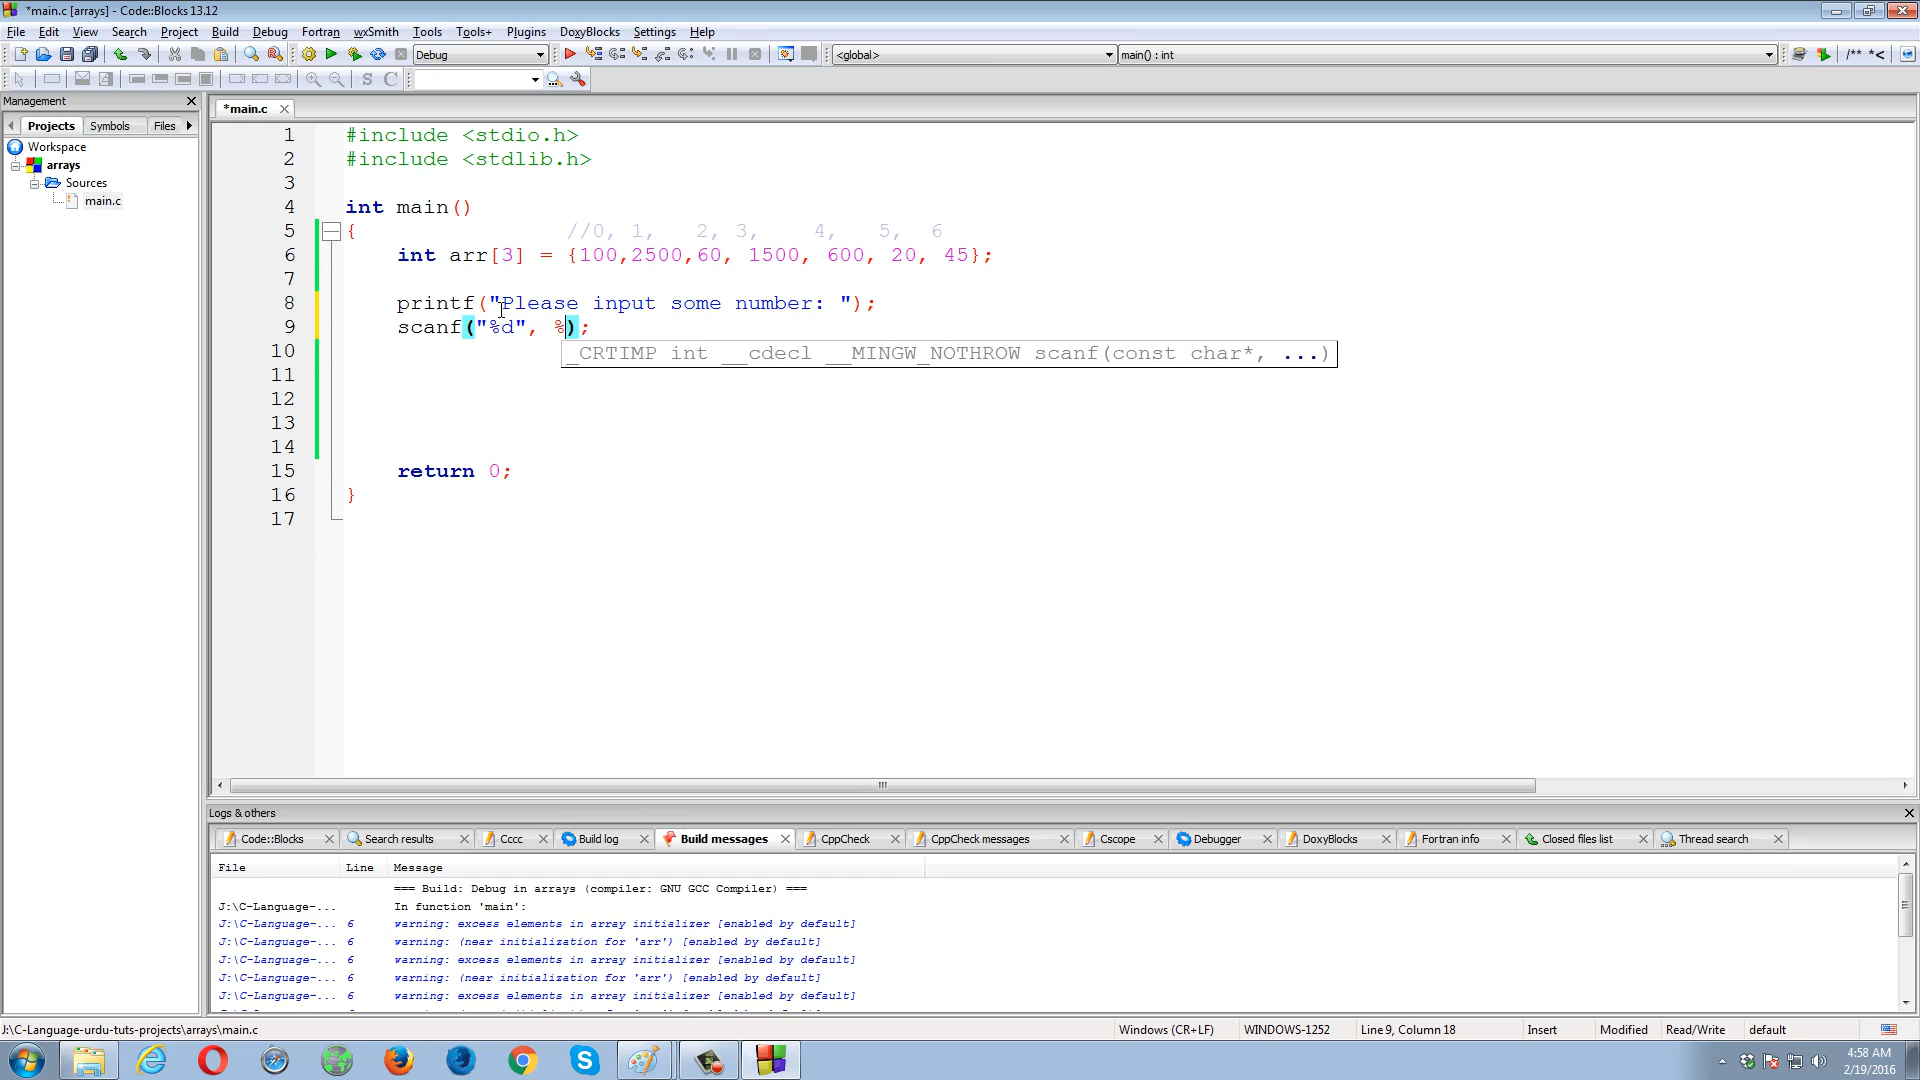 *main.c [arrays] - Code::Blocks 13.12
File Edit View Search Project Build Debug Fortran wxSmith Tools Tools+ Plugins DoxyBlocks Settings Help
Debug <global> main() : int /** *<
S C
Management
Projects Symbols Files
*main.c
Workspace
arrays
Sources
main.c
1 #include <stdio.h>
2 #include <stdlib.h>
3
4 int main()
5 { //0, 1, 2, 3, 4, 5, 6
6 int arr[3] = {100,2500,60, 1500, 600, 20, 45};
7
8 printf("Please input some number: ");
9 scanf("%d", %);
10 _CRTIMP int __cdecl __MINGW_NOTHROW scanf(const char*, ...)
11
12
13
14
15 return 0;
16 }
17
Logs & others
Code::Blocks Search results Cccc Build log Build messages CppCheck CppCheck messages Cscope Debugger DoxyBlocks Fortran info Closed files list Thread search
File Line Message
=== Build: Debug in arrays (compiler: GNU GCC Compiler) ===
J:\C-Language-... In function 'main':
J:\C-Language-... 6 warning: excess elements in array initializer [enabled by default]
J:\C-Language-... 6 warning: (near initialization for 'arr') [enabled by default]
J:\C-Language-... 6 warning: excess elements in array initializer [enabled by default]
J:\C-Language-... 6 warning: (near initialization for 'arr') [enabled by default]
J:\C-Language-... 6 warning: excess elements in array initializer [enabled by default]
J:\C-Language-urdu-tuts-projects\arrays\main.c Windows (CR+LF) WINDOWS-1252 Line 9, Column 18 Insert Modified Read/Write default
4:58 AM
2/19/2016